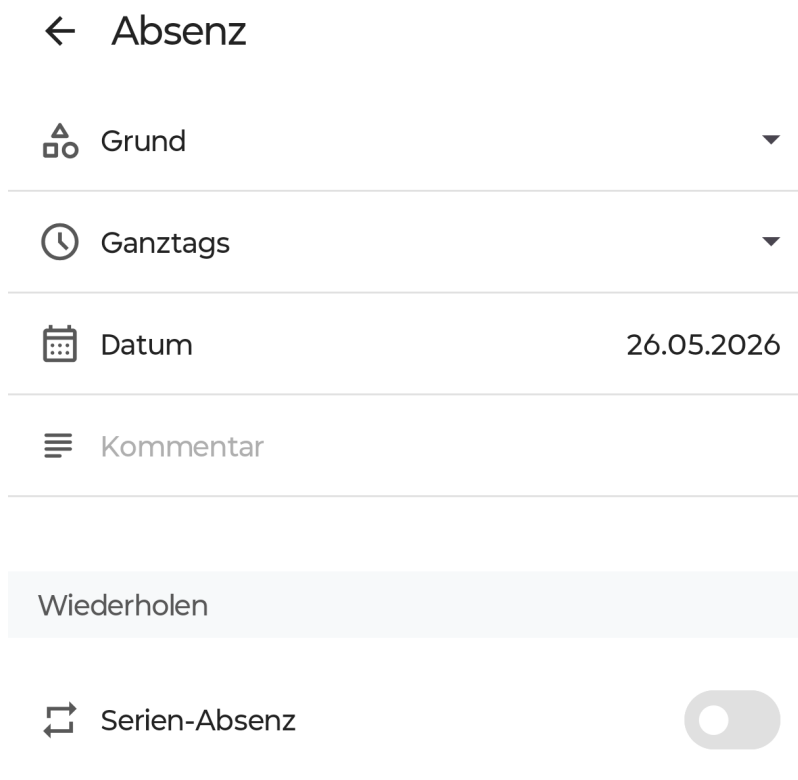 Absenz
Grund
Ganztags
Datum 26.05.2026
Kommentar
Wiederholen
Serien-Absenz